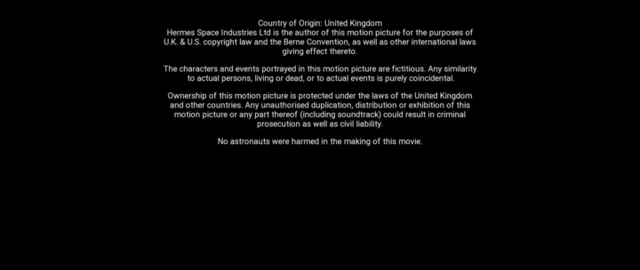 Country of Origin: United Kingdom
Hermes Space Industries Ltd is the author of this motion picture for the purposes of
U.K. & U.S. copyright law and the Berne Convention, as well as other international laws
giving effect thereto.
The characters and events portrayed in this motion picture are fictitious. Any similarity
to actual persons, living or dead, or to actual events is purely coincidental.
Ownership of this motion picture is protected under the laws of the United Kingdom
and other countries. Any unauthorised duplication, distribution or exhibition of this
motion picture or any part thereof (including soundtrack) could result in criminal
prosecution as well as civil liability.
No astronauts were harmed in the making of this movie.